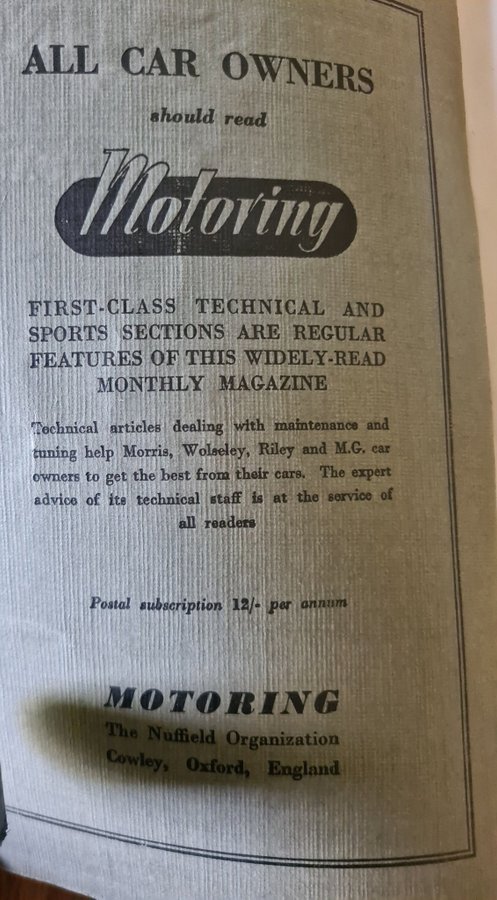 ALL CAR OWNERS
should read
Motoring
FIRST-CLASS TECHNICAL AND
SPORTS SECTIONS ARE REGULAR
FEATURES OF THIS WIDELY-READ
MONTHLY MAGAZINE
Technical articles dealing with maintenance and
tuning help Morris, Wolseley, Riley and M.G. car
owners to get the best from their cars. The expert
advice of its technical staff is at the service of
all readers
Postal subscription 12/- per annum
MOTORING
The Nuffield Organization
Cowley, Oxford, England